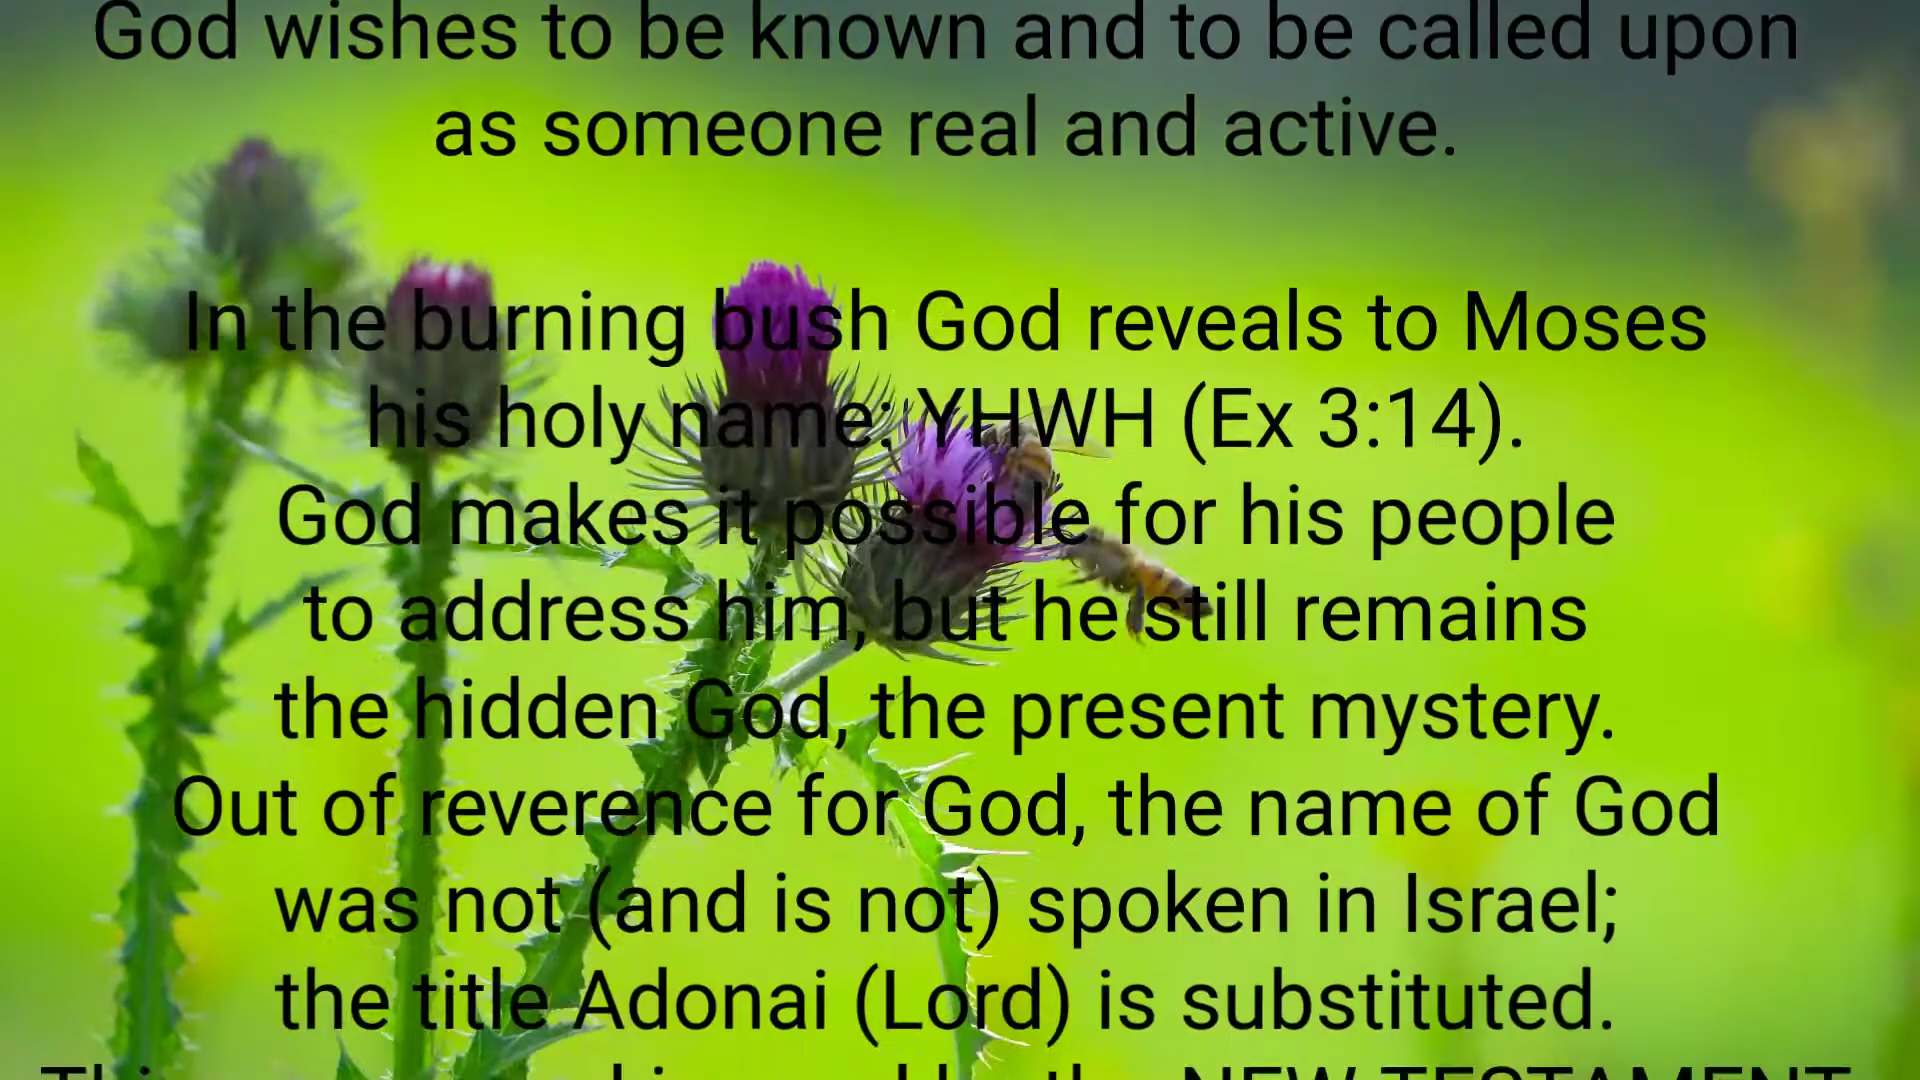 God wishes to be known and to be called upon
as someone real and active.
In the burning bush God reveals to Moses
his holy name: YHWH (Ex 3:14).
God makes it possible for his people
to address him, but he still remains
the hidden God, the present mystery.
Out of reverence for God, the name of God
was not (and is not) spoken in Israel;
the title Adonai (Lord) is substituted.
NEW TESTAMENT